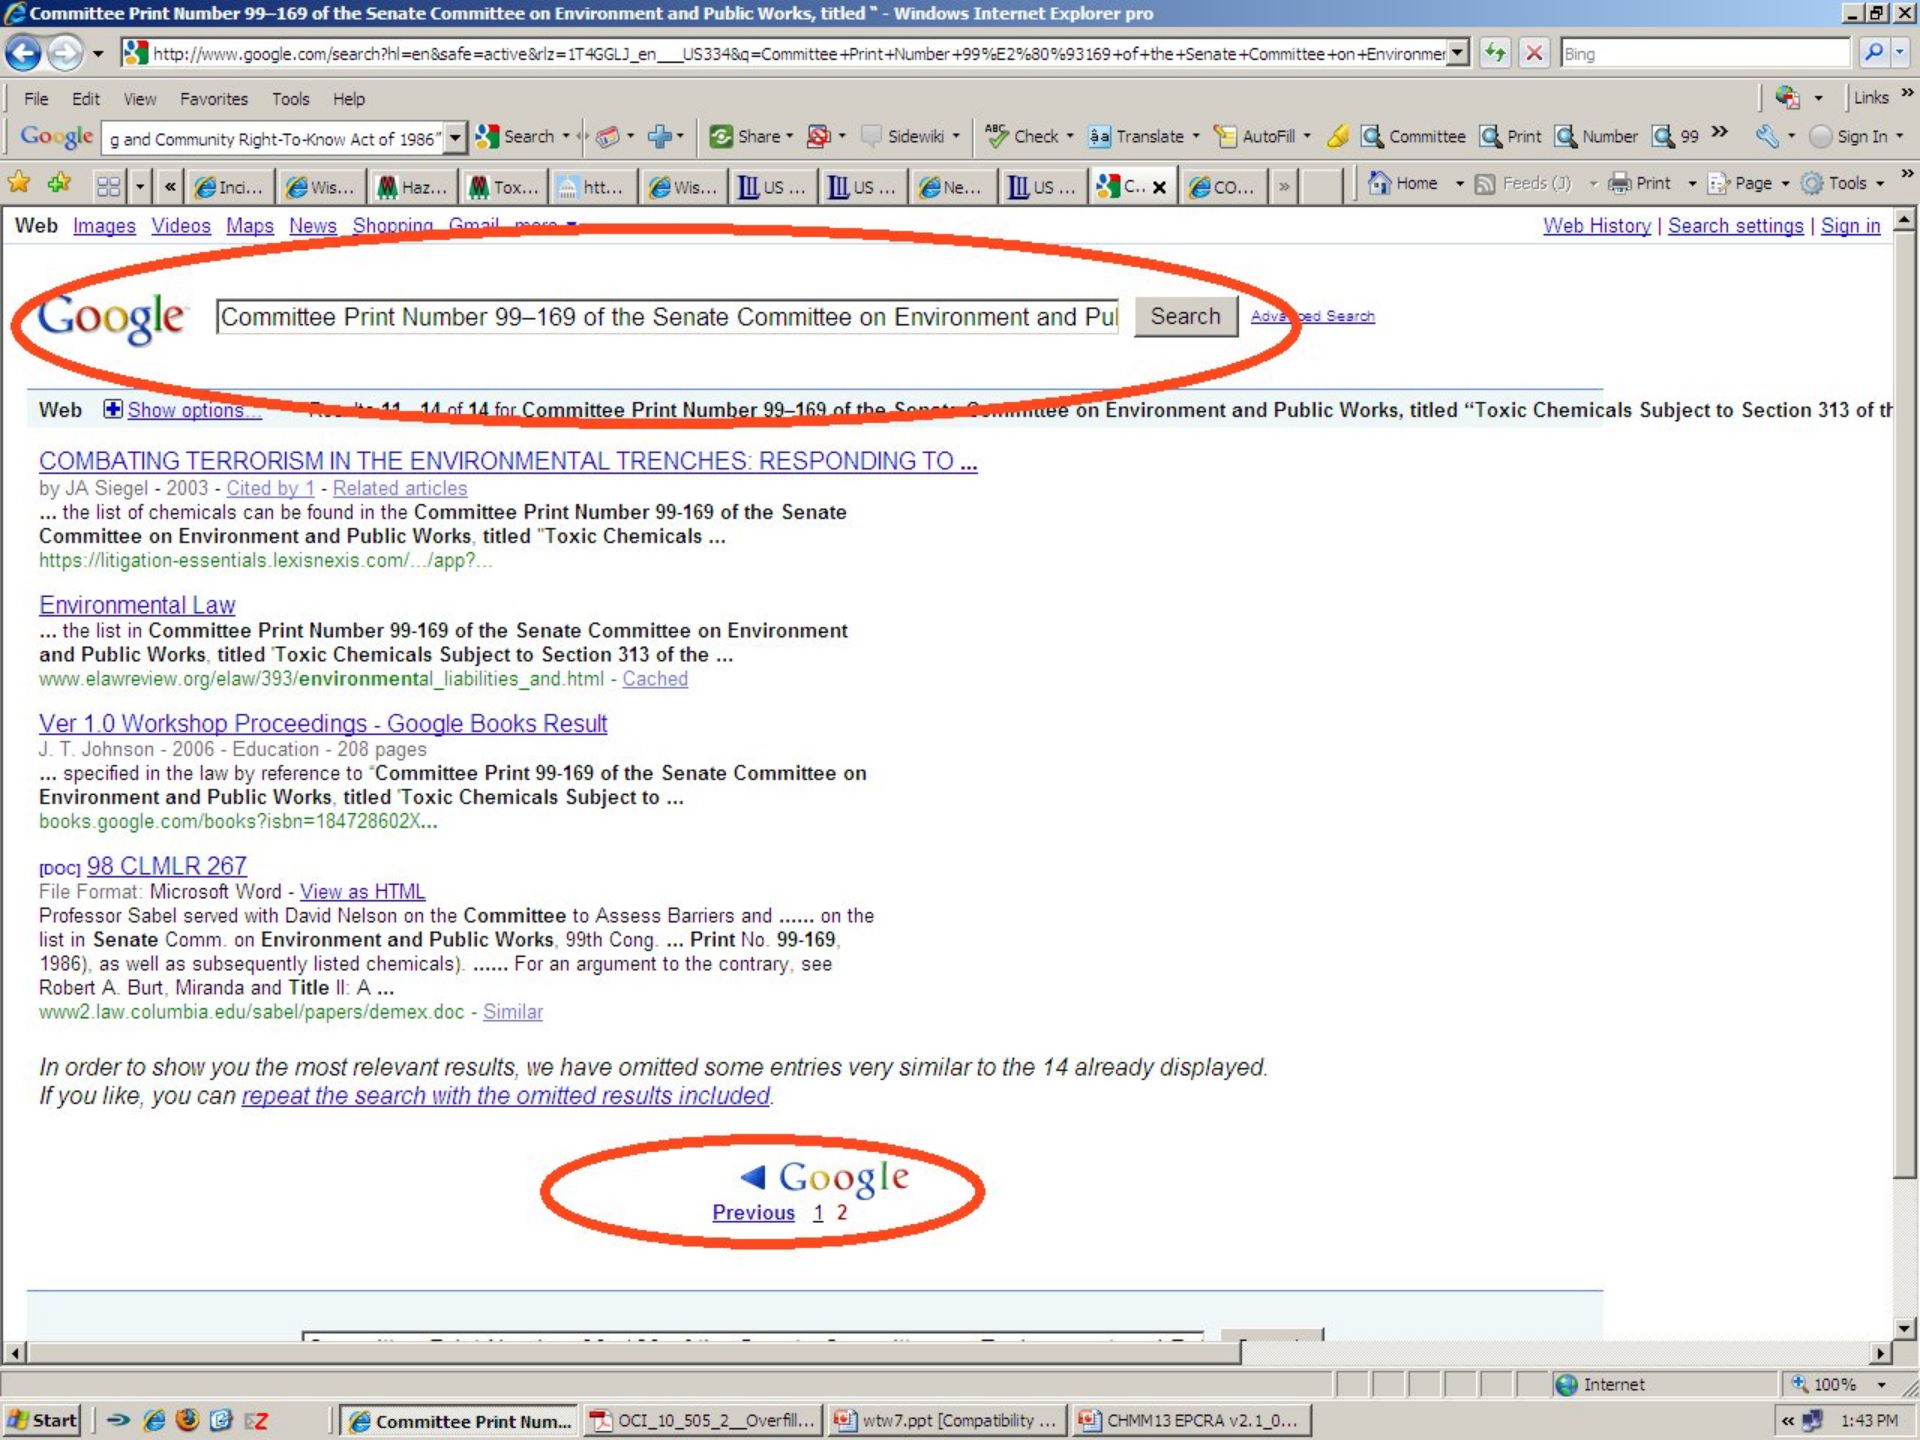 Committee Print Number 99–169 of the Senate Committee on Environment and Public Works, titled " - Windows Internet Explorer pro
http://www.google.com/search?hl=en&safe=active&rlz=1T4GGLJ_en___US334&q=Committee+Print+Number+99%E2%80%93169+of+the+Senate+Committee+on+Environmer
Bing
File Edit View Favorites Tools Help
Links »
Google g and Community Right-To-Know Act of 1986" Search Share Sidewiki Check Translate AutoFill Committee Print Number 99 » Sign In
« Inci... Wis... Haz... Tox... htt... Wis... US ... US ... Ne... US ... C.. x CO... » Home Feeds (J) Print Page Tools »
Web Images Videos Maps News Shopping Gmail more
Web History | Search settings | Sign in
Google Committee Print Number 99–169 of the Senate Committee on Environment and Pul Search Advanced Search
Web Show options... Results 11 - 14 of 14 for Committee Print Number 99–169 of the Senate Committee on Environment and Public Works, titled “Toxic Chemicals Subject to Section 313 of th
COMBATING TERRORISM IN THE ENVIRONMENTAL TRENCHES: RESPONDING TO ...
by JA Siegel - 2003 - Cited by 1 - Related articles
... the list of chemicals can be found in the Committee Print Number 99-169 of the Senate
Committee on Environment and Public Works, titled "Toxic Chemicals ...
https://litigation-essentials.lexisnexis.com/.../app?...
Environmental Law
... the list in Committee Print Number 99-169 of the Senate Committee on Environment
and Public Works, titled 'Toxic Chemicals Subject to Section 313 of the ...
www.elawreview.org/elaw/393/environmental_liabilities_and.html - Cached
Ver 1.0 Workshop Proceedings - Google Books Result
J. T. Johnson - 2006 - Education - 208 pages
... specified in the law by reference to "Committee Print 99-169 of the Senate Committee on
Environment and Public Works, titled 'Toxic Chemicals Subject to ...
books.google.com/books?isbn=184728602X...
[DOC] 98 CLMLR 267
File Format: Microsoft Word - View as HTML
Professor Sabel served with David Nelson on the Committee to Assess Barriers and ...... on the
list in Senate Comm. on Environment and Public Works, 99th Cong. ... Print No. 99-169,
1986), as well as subsequently listed chemicals). ...... For an argument to the contrary, see
Robert A. Burt, Miranda and Title II: A ...
www2.law.columbia.edu/sabel/papers/demex.doc - Similar
In order to show you the most relevant results, we have omitted some entries very similar to the 14 already displayed.
If you like, you can repeat the search with the omitted results included.
Google
Previous 1 2
Internet 100%
Start Committee Print Num... OCI_10_505_2__Overfill... wtw7.ppt [Compatibility ... CHMM13 EPCRA v2.1_0... « 1:43 PM